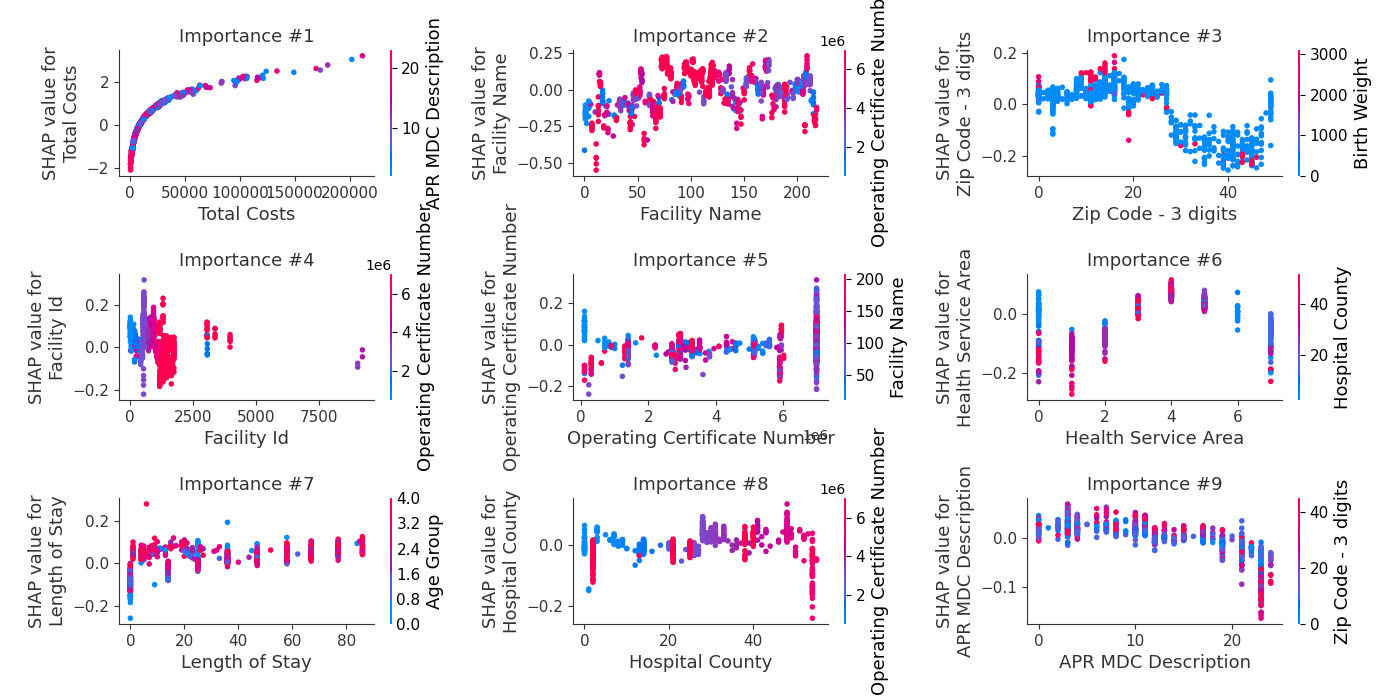 Importance #1
SHAP value for
Total Costs
2
0
−2
0
50000
100000
150000
200000
Total Costs
20
10
APR MDC Description
Importance #2
SHAP value for
Facility Name
0.25
0.00
−0.25
−0.50
0
50
100
150
200
Facility Name
1e6
6
4
2
Operating Certificate Number
Importance #3
SHAP value for
Zip Code - 3 digits
0.2
0.0
−0.2
0
20
40
Zip Code - 3 digits
3000
2000
1000
0
Birth Weight
Importance #4
SHAP value for
Facility Id
0.2
0.0
−0.2
0
2500
5000
7500
Facility Id
1e6
6
4
2
Operating Certificate Number
Importance #5
SHAP value for
Operating Certificate Number
0.2
0.0
−0.2
0
2
4
6
1e6
Operating Certificate Number
200
150
100
50
Facility Name
Importance #6
SHAP value for
Health Service Area
0.0
−0.2
0
2
4
6
Health Service Area
40
20
Hospital County
Importance #7
SHAP value for
Length of Stay
0.2
0.0
−0.2
0
20
40
60
80
Length of Stay
4.0
3.2
2.4
1.6
0.8
0.0
Age Group
Importance #8
SHAP value for
Hospital County
0.0
−0.2
0
20
40
Hospital County
1e6
6
4
2
Operating Certificate Number
Importance #9
SHAP value for
APR MDC Description
0.0
−0.1
0
10
20
APR MDC Description
40
20
0
Zip Code - 3 digits